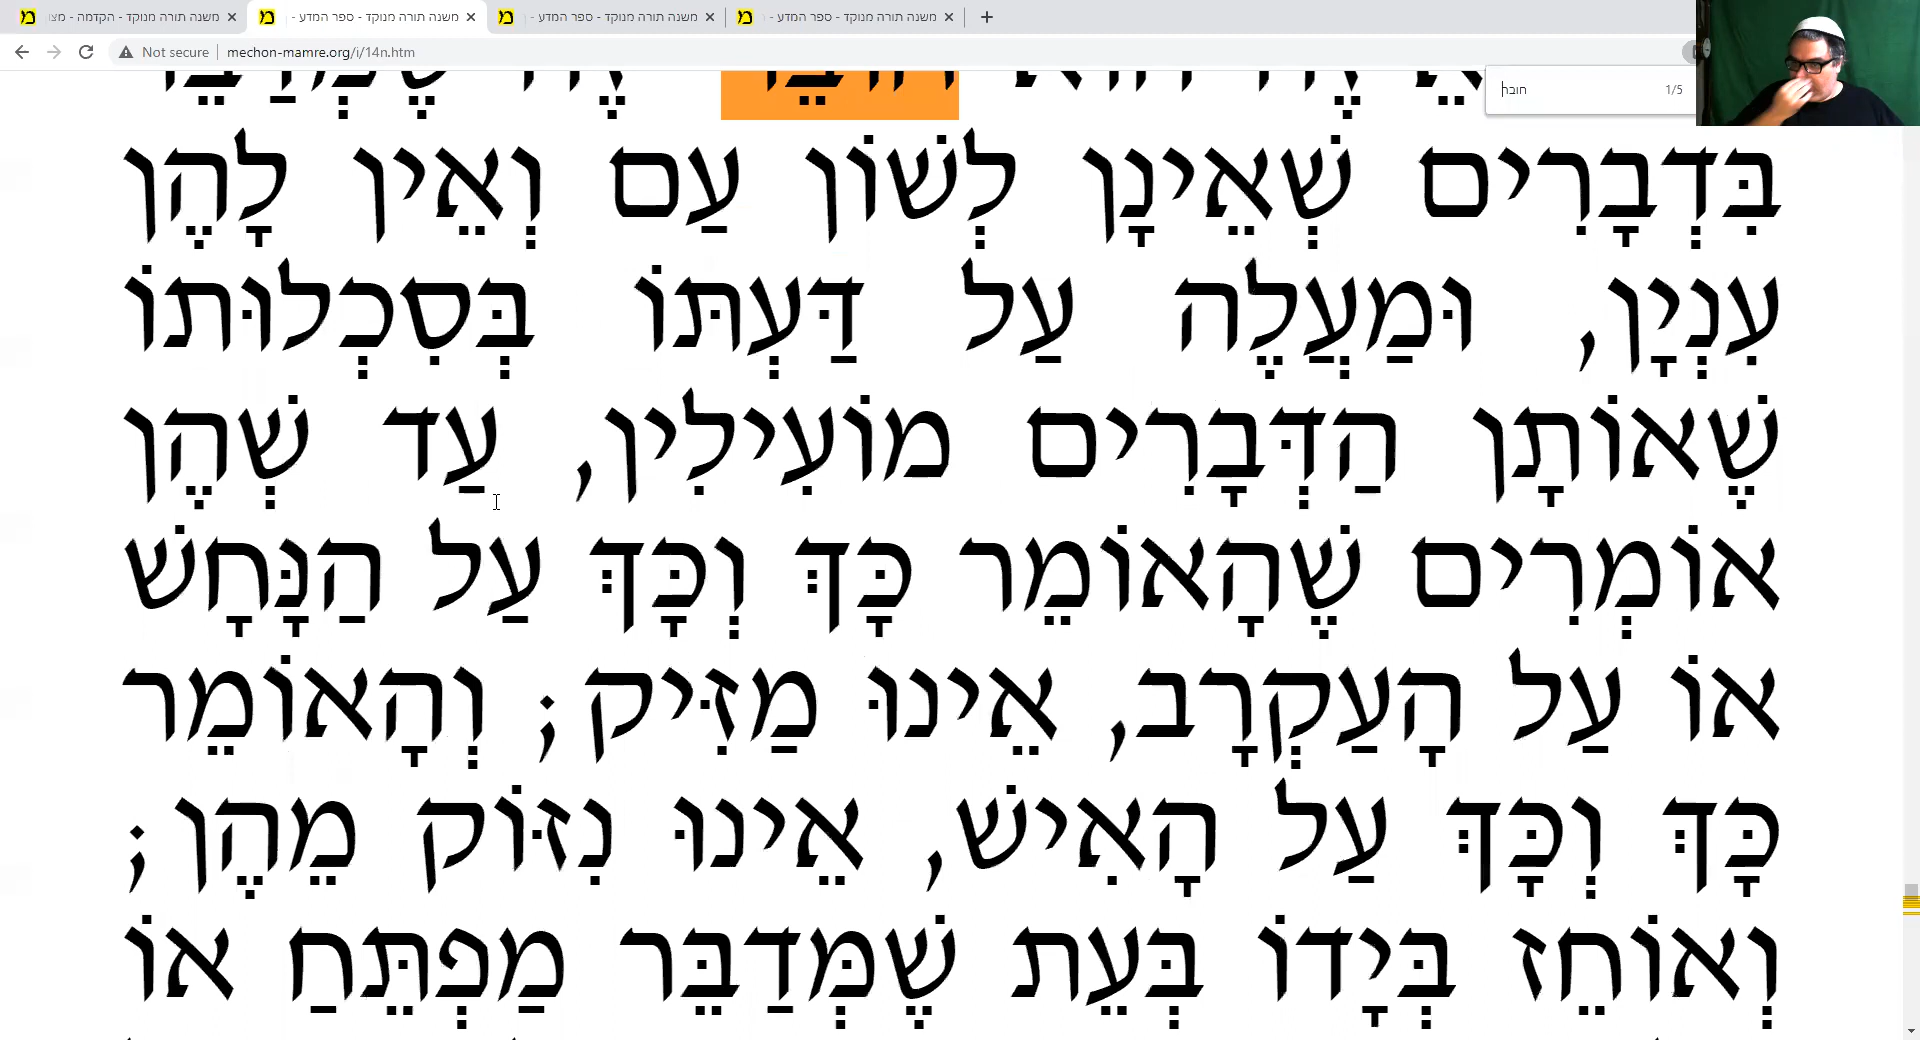 משנה תורה מנוקד - הקדמה - מצו
משנה תורה מנוקד - ספר המדע -
משנה תורה מנוקד - ספר המדע -
משנה תורה מנוקד - ספר המדע -
Not secure
mechon-mamre.org/i/14n.htm
חובר
1/5
בִּדְבָרִים שְׁאֵינָן לְשׁוֹן עַם וְאֵין לָהֶן
עִנְיָן, וּמַעֲלֶה עַל דַּעְתּוֹ בְּסִכְלוּתוֹ
שֶׁאוֹתָן הַדְּבָרִים מוֹעִילִין, עַד שְׁהֶן
אוֹמְרִים שֶׁהָאוֹמֵר כָּךְ וְכָּךְ עַל הַנָּחָשׁ
אוֹ עַל הָעַקְרָב, אֵינוּ מַזִּיק; וְהָאוֹמֵר
כָּךְ וְכָּךְ עַל הָאִישׁ, אֵינוּ נִזּוֹק מֵהֶן;
וְאוֹחֵז בְּיָדוֹ בְּעֵת שֶׁמְּדַבֵּר מַפְתֵּחַ אוֹ